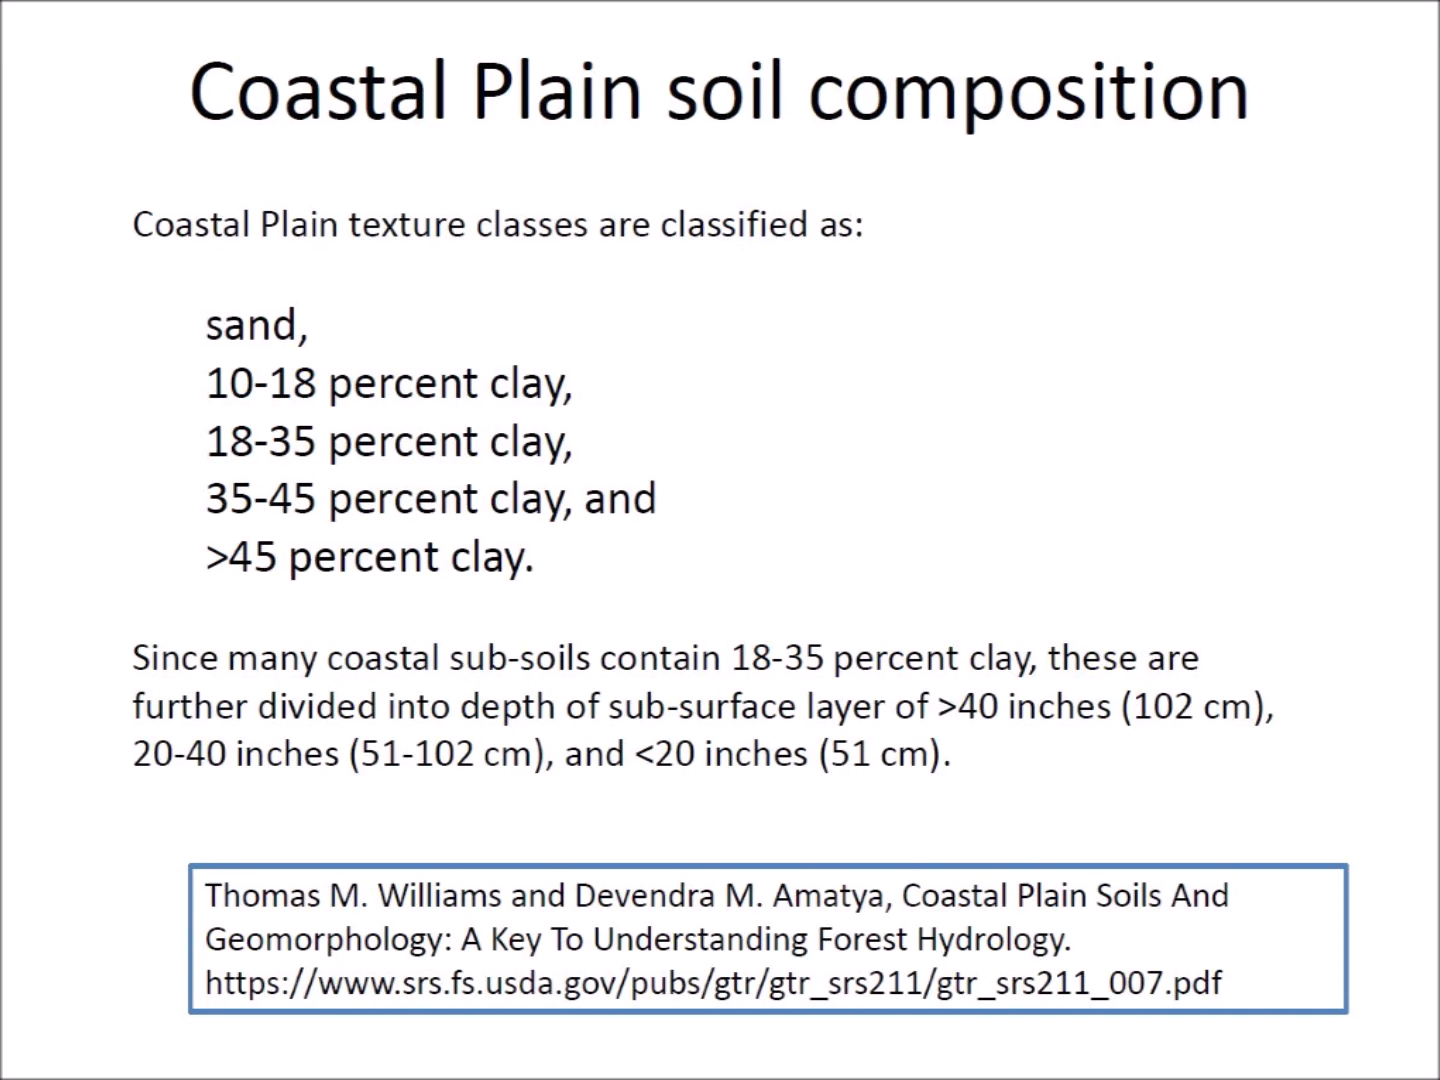 Coastal Plain soil composition
Coastal Plain texture classes are classified as:
sand,
10-18 percent clay,
18-35 percent clay,
35-45 percent clay, and
>45 percent clay.
Since many coastal sub-soils contain 18-35 percent clay, these are
further divided into depth of sub-surface layer of >40 inches (102 cm),
20-40 inches (51-102 cm), and <20 inches (51 cm).
Thomas M. Williams and Devendra M. Amatya, Coastal Plain Soils And
Geomorphology: A Key To Understanding Forest Hydrology.
https://www.srs.fs.usda.gov/pubs/gtr/gtr_srs211/gtr_srs211_007.pdf